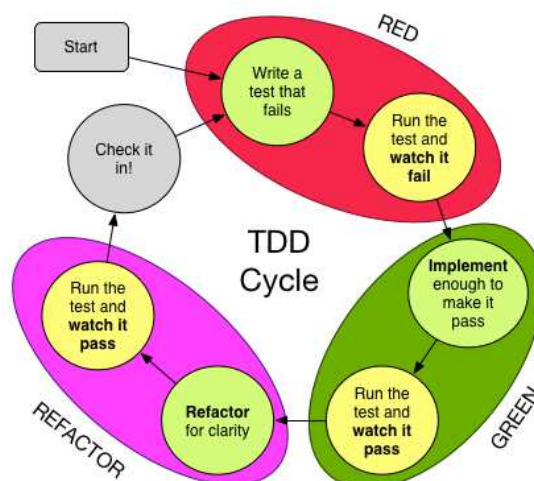 Start
RED
Write a
test that
fails
Run the
test and
watch it
fail
Check it
in!
TDD
Cycle
Implement
enough to
make it
pass
Run the
test and
watch it
pass
GREEN
Refactor
for clarity
Run the
test and
watch it
pass
REFACTOR